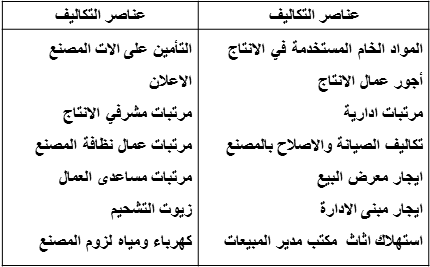 عناصر التكاليف عناصر التكاليف
المواد الخام المستخدمة في الانتاج التأمين على الات المصنع
أجور عمال الانتاج الاعلان
مرتبات ادارية مرتبات مشرفي الانتاج
تكاليف الصيانة والاصلاح بالمصنع مرتبات عمال نظافة المصنع
ايجار معرض البيع مرتبات مساعدى العمال
ايجار مبنى الادارة زيوت التشحيم
استهلاك اثاث مكتب مدير المبيعات كهرباء ومياه لزوم المصنع